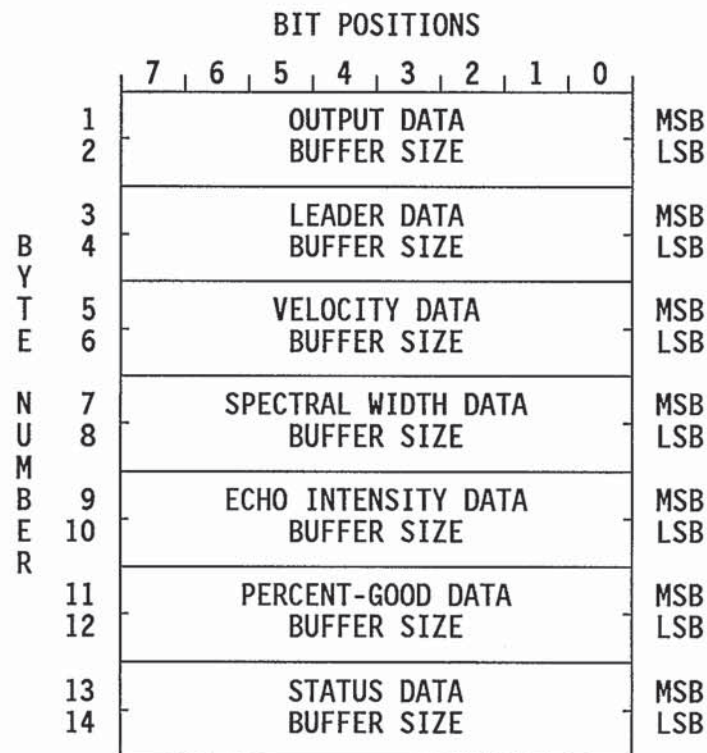 BIT POSITIONS
7 6 5 4 3 2 1 0
1 OUTPUT DATA MSB
2 BUFFER SIZE LSB
3 LEADER DATA MSB
4 BUFFER SIZE LSB
5 VELOCITY DATA MSB
6 BUFFER SIZE LSB
7 SPECTRAL WIDTH DATA MSB
8 BUFFER SIZE LSB
9 ECHO INTENSITY DATA MSB
10 BUFFER SIZE LSB
11 PERCENT-GOOD DATA MSB
12 BUFFER SIZE LSB
13 STATUS DATA MSB
14 BUFFER SIZE LSB
BYTE NUMBER